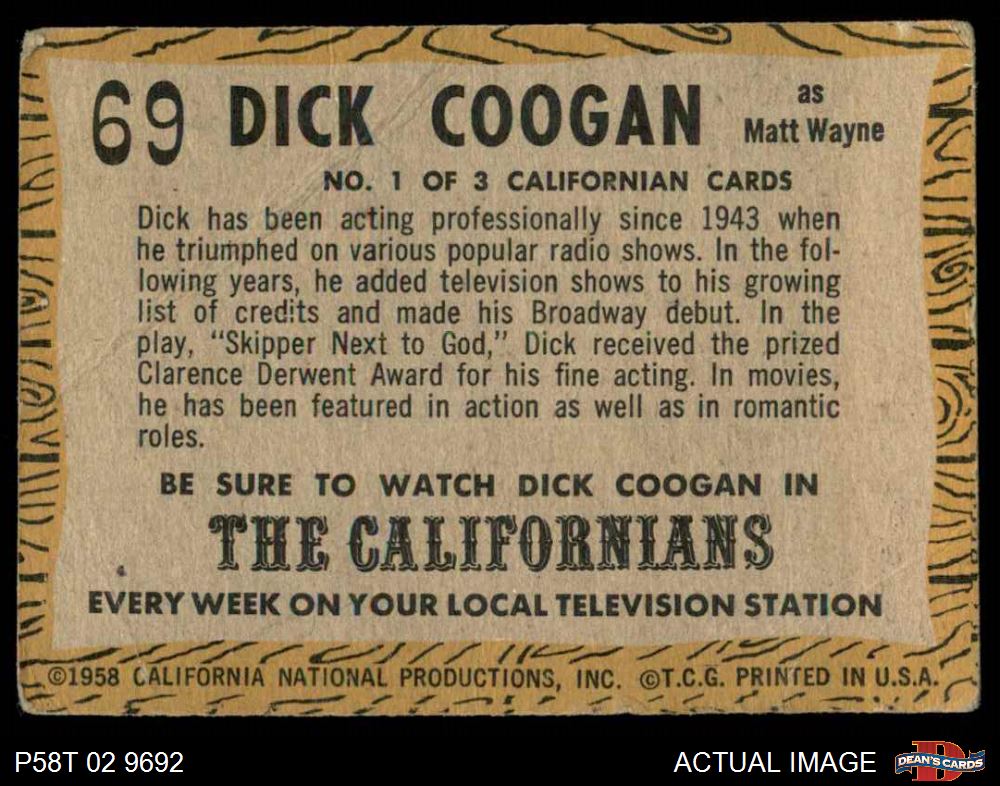 69 DICK COOGAN as Matt Wayne
NO. 1 OF 3 CALIFORNIAN CARDS
Dick has been acting professionally since 1943 when
he triumphed on various popular radio shows. In the fol-
lowing years, he added television shows to his growing
list of credits and made his Broadway debut. In the
play, “Skipper Next to God,” Dick received the prized
Clarence Derwent Award for his fine acting. In movies,
he has been featured in action as well as in romantic
roles.
BE SURE TO WATCH DICK COOGAN IN
THE CALIFORNIANS
EVERY WEEK ON YOUR LOCAL TELEVISION STATION
©1958 CALIFORNIA NATIONAL PRODUCTIONS, INC. ©T.C.G. PRINTED IN U.S.A.
P58T 02 9692 ACTUAL IMAGE D DEAN'S CARDS